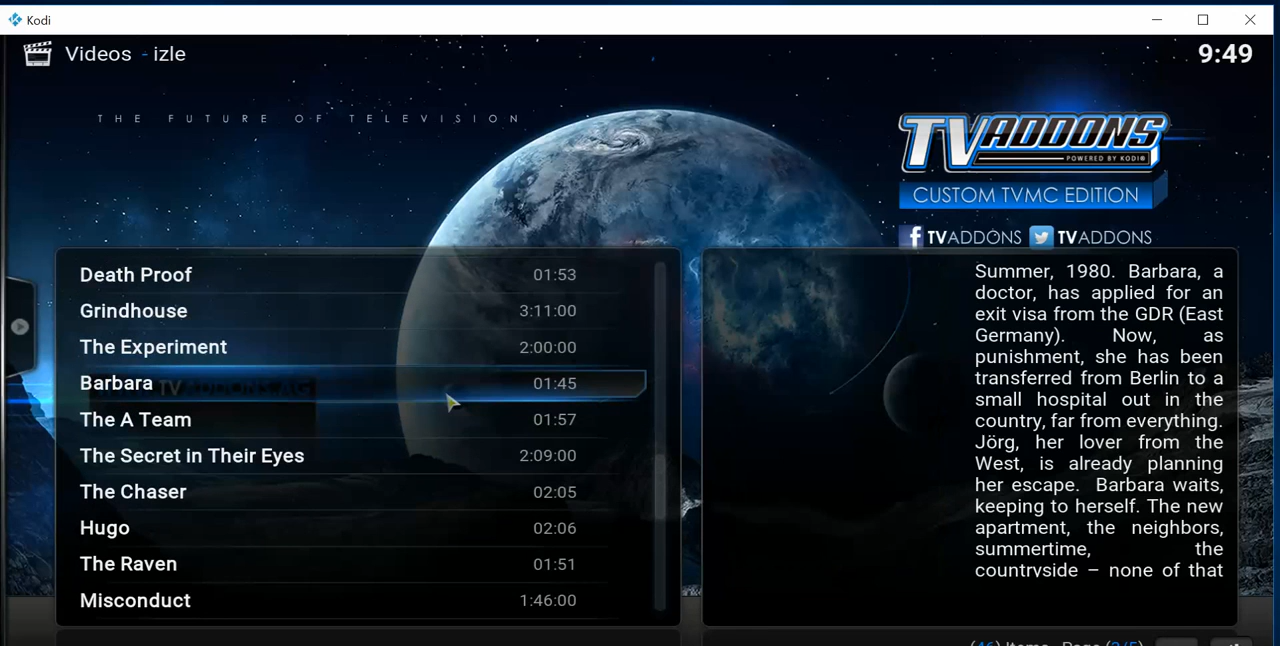 Kodi
Videos - izle
9:49
THE FUTURE OF TELEVISION
TVADDONS
POWERED BY KODI®
CUSTOM TVMC EDITION
TVADDONS TVADDONS
Death Proof 01:53
Grindhouse 3:11:00
The Experiment 2:00:00
Barbara 01:45
TVADDONS.AG
The A Team 01:57
The Secret in Their Eyes 2:09:00
The Chaser 02:05
Hugo 02:06
The Raven 01:51
Misconduct 1:46:00
Summer, 1980. Barbara, a
doctor, has applied for an
exit visa from the GDR (East
Germany). Now, as
punishment, she has been
transferred from Berlin to a
small hospital out in the
country, far from everything.
Jörg, her lover from the
West, is already planning
her escape. Barbara waits,
keeping to herself. The new
apartment, the neighbors,
summertime, the
countryside – none of that